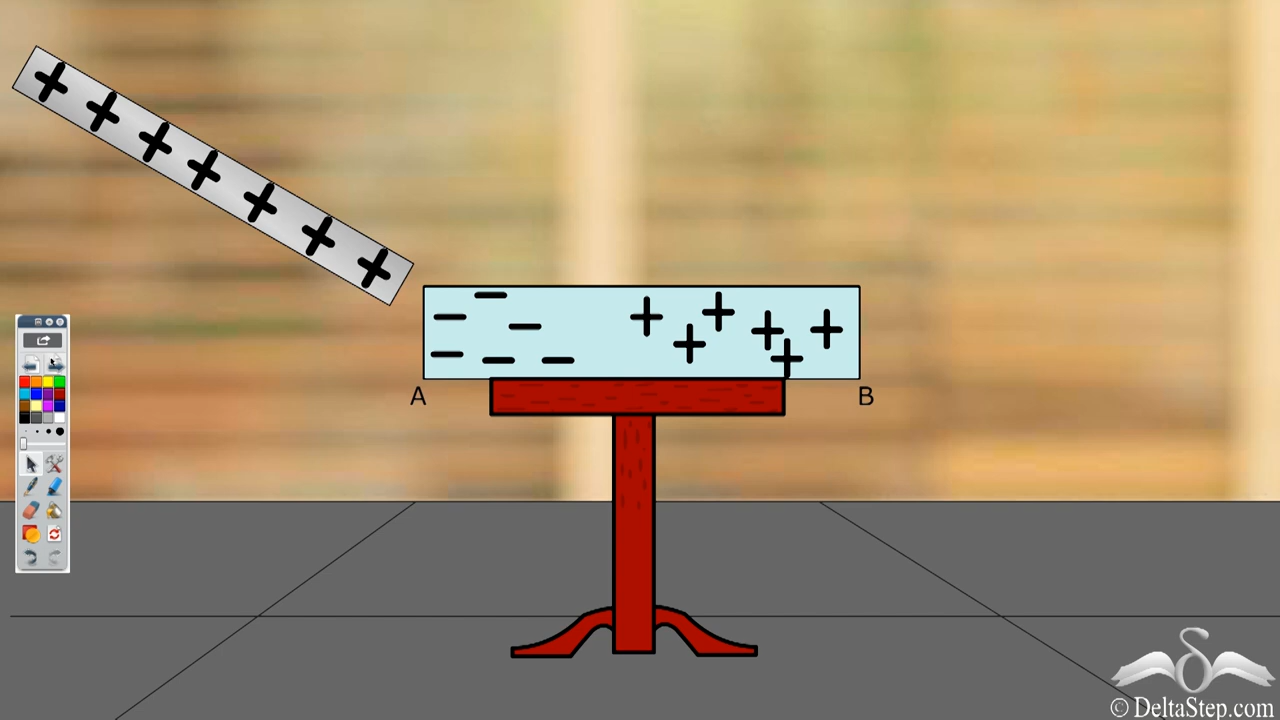 + + + + + + +
− − − − − − + + + + + +
A B
© DeltaStep.com